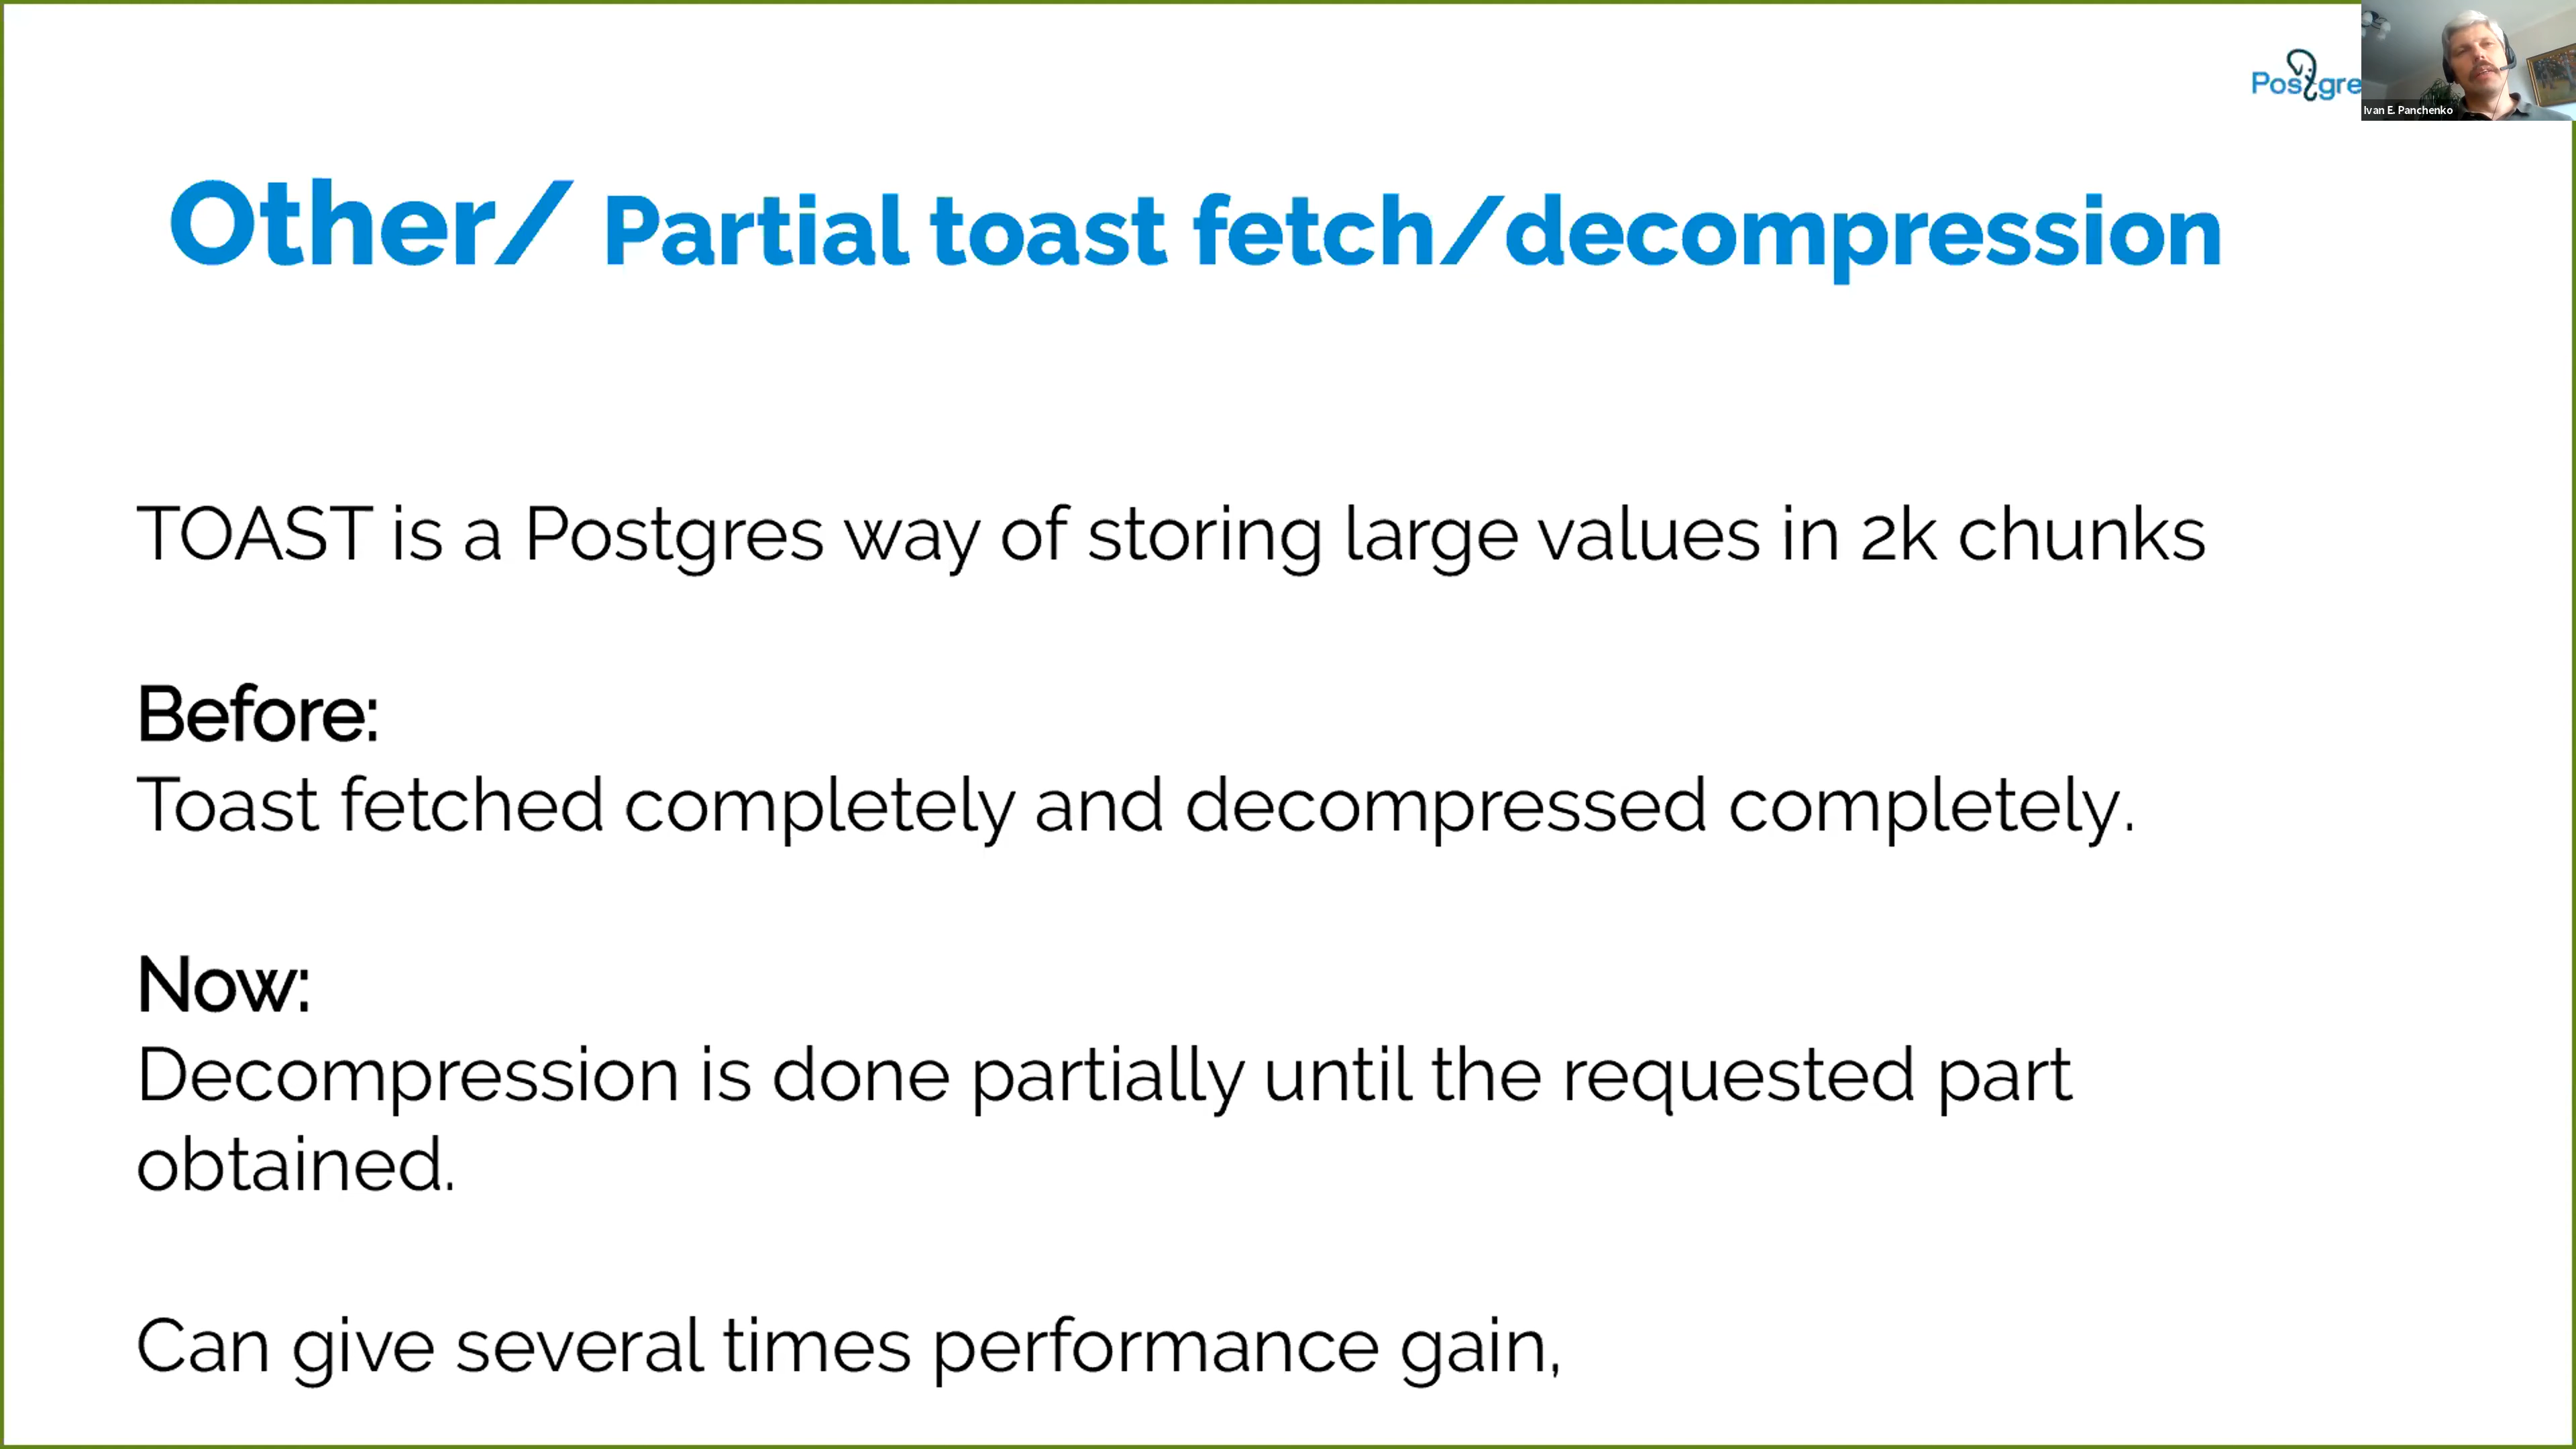 Postgre
Ivan E. Panchenko
Other/ Partial toast fetch/decompression
TOAST is a Postgres way of storing large values in 2k chunks
Before:
Toast fetched completely and decompressed completely.
Now:
Decompression is done partially until the requested part
obtained.
Can give several times performance gain,